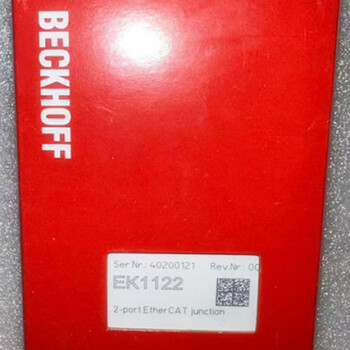 BECKHOFF
Ser.Nr.: 40200121 Rev.Nr.: 00
EK1122
2-port EtherCAT junction